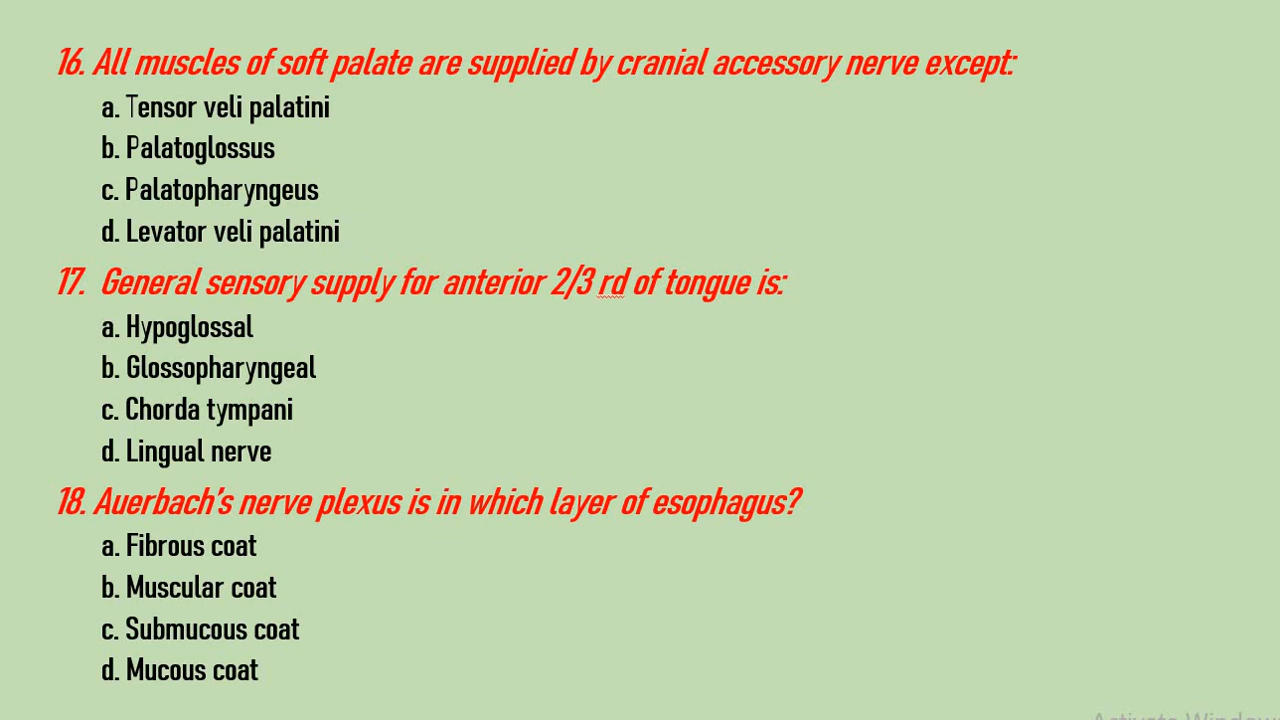 16. All muscles of soft palate are supplied by cranial accessory nerve except:
a. Tensor veli palatini
b. Palatoglossus
c. Palatopharyngeus
d. Levator veli palatini
17. General sensory supply for anterior 2/3 rd of tongue is:
a. Hypoglossal
b. Glossopharyngeal
c. Chorda tympani
d. Lingual nerve
18. Auerbach's nerve plexus is in which layer of esophagus?
a. Fibrous coat
b. Muscular coat
c. Submucous coat
d. Mucous coat